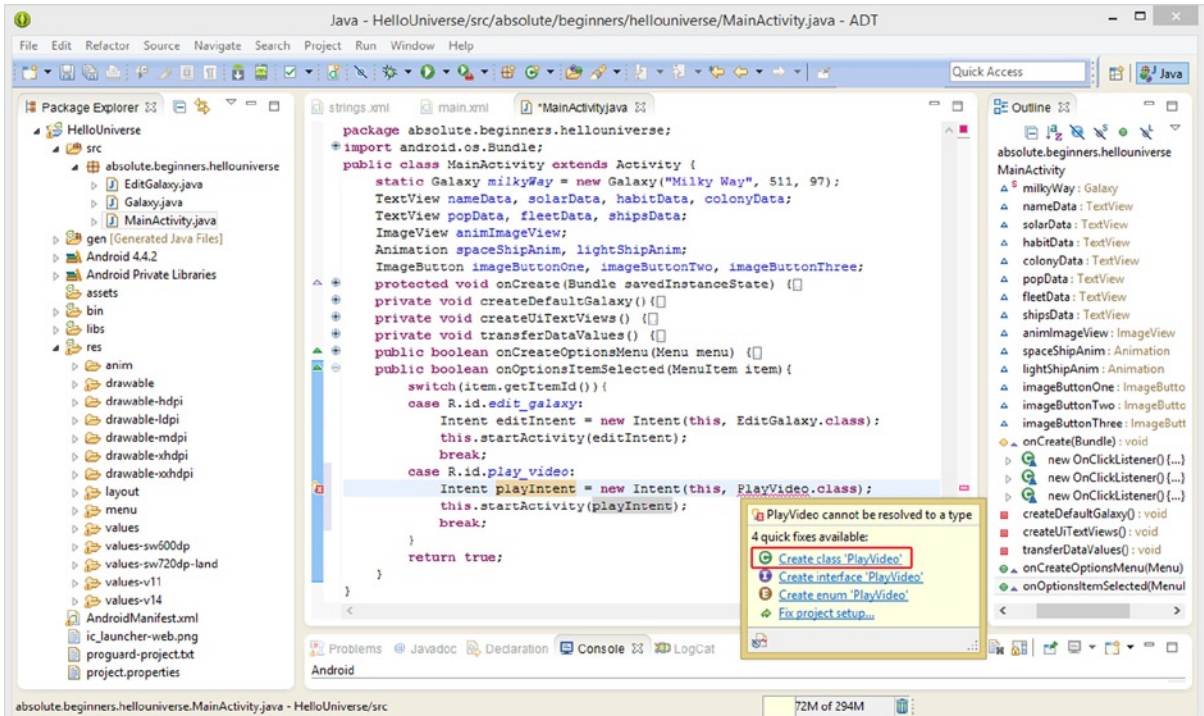 Java - HelloUniverse/src/absolute/beginners/hellouniverse/MainActivity.java - ADT
File Edit Refactor Source Navigate Search Project Run Window Help
Quick Access
Java
Package Explorer
HelloUniverse
src
absolute.beginners.hellouniverse
EditGalaxy.java
Galaxy.java
MainActivity.java
gen [Generated Java Files]
Android 4.4.2
Android Private Libraries
assets
bin
libs
res
anim
drawable
drawable-hdpi
drawable-ldpi
drawable-mdpi
drawable-xhdpi
drawable-xxhdpi
layout
menu
values
values-sw600dp
values-sw720dp-land
values-v11
values-v14
AndroidManifest.xml
ic_launcher-web.png
proguard-project.txt
project.properties
strings.xml main.xml *MainActivity.java
package absolute.beginners.hellouniverse;
import android.os.Bundle;
public class MainActivity extends Activity {
static Galaxy milkyWay = new Galaxy("Milky Way", 511, 97);
TextView nameData, solarData, habitData, colonyData;
TextView popData, fleetData, shipsData;
ImageView animImageView;
Animation spaceShipAnim, lightShipAnim;
ImageButton imageButtonOne, imageButtonTwo, imageButtonThree;
protected void onCreate(Bundle savedInstanceState) {
private void createDefaultGalaxy(){
private void createUiTextViews() {
private void transferDataValues() {
public boolean onCreateOptionsMenu(Menu menu) {
public boolean onOptionsItemSelected(MenuItem item){
switch(item.getItemId()){
case R.id.edit_galaxy:
Intent editIntent = new Intent(this, EditGalaxy.class);
this.startActivity(editIntent);
break;
case R.id.play_video:
Intent playIntent = new Intent(this, PlayVideo.class);
this.startActivity(playIntent);
break;
}
return true;
}
}
PlayVideo cannot be resolved to a type
4 quick fixes available:
Create class 'PlayVideo'
Create interface 'PlayVideo'
Create enum 'PlayVideo'
Fix project setup...
Outline
absolute.beginners.hellouniverse
MainActivity
milkyWay : Galaxy
nameData : TextView
solarData : TextView
habitData : TextView
colonyData : TextView
popData : TextView
fleetData : TextView
shipsData : TextView
animImageView : ImageView
spaceShipAnim : Animation
lightShipAnim : Animation
imageButtonOne : ImageButto
imageButtonTwo : ImageButto
imageButtonThree : ImageButt
onCreate(Bundle) : void
new OnClickListener() {...}
new OnClickListener() {...}
new OnClickListener() {...}
createDefaultGalaxy() : void
createUiTextViews() : void
transferDataValues() : void
onCreateOptionsMenu(Menu)
onOptionsItemSelected(MenuI
Problems @ Javadoc Declaration Console LogCat
Android
absolute.beginners.hellouniverse.MainActivity.java - HelloUniverse/src
72M of 294M